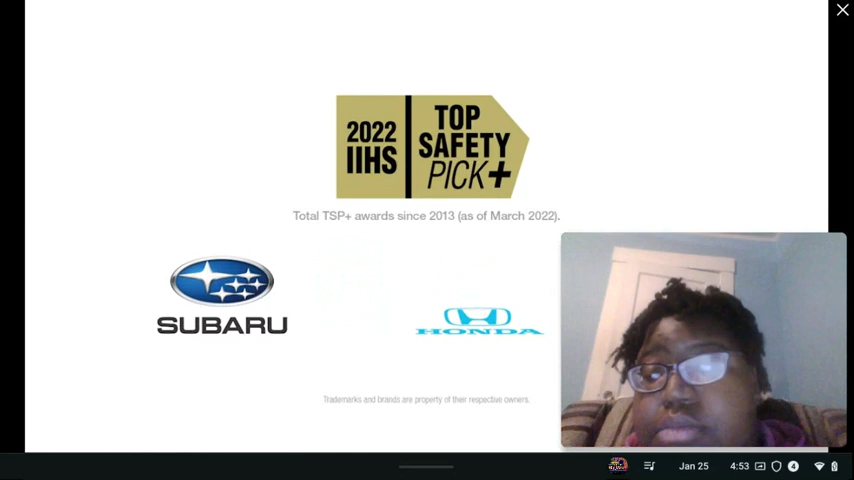 2022
IIHS
TOP
SAFETY
PICK+
Total TSP+ awards since 2013 (as of March 2022).
SUBARU
HONDA
Trademarks and brands are property of their respective owners.
Jan 25
4:53
4